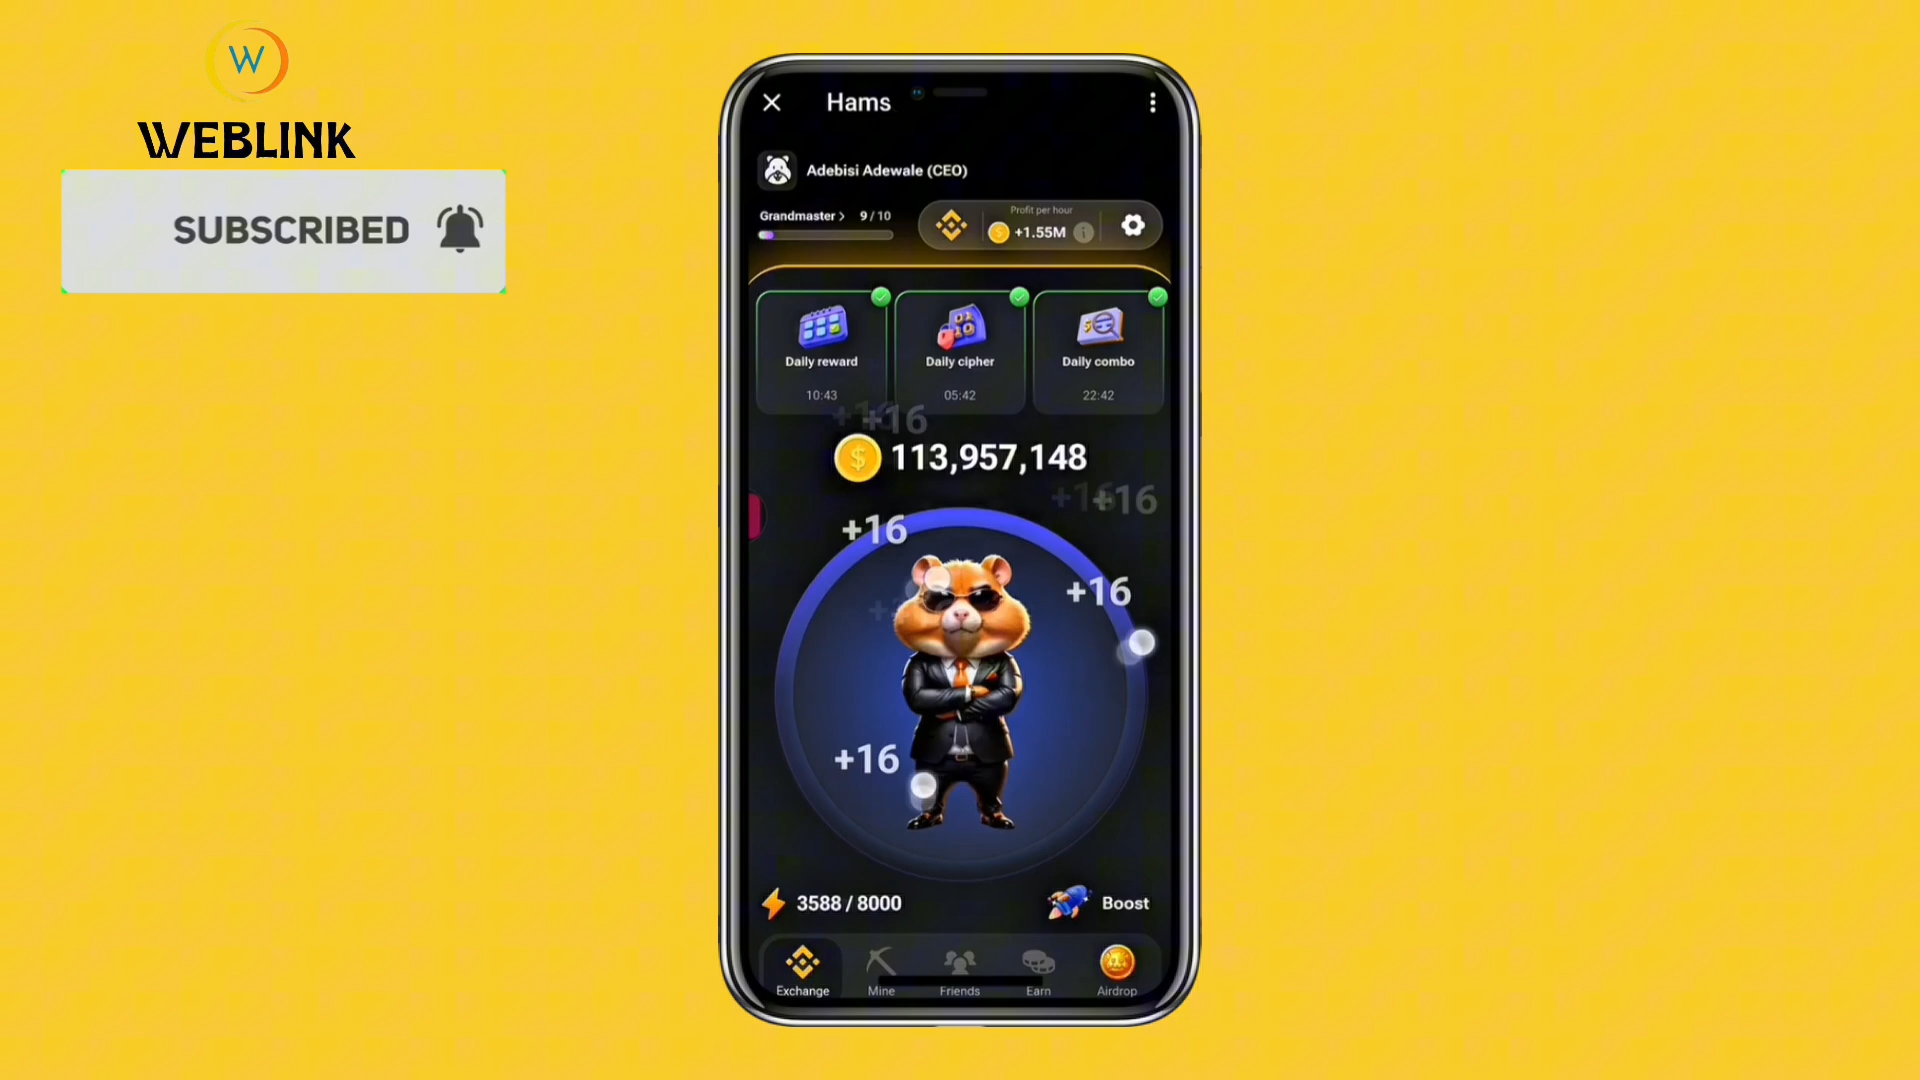 W
WEBLINK
SUBSCRIBED
Hams
Adebisi Adewale (CEO)
Grandmaster > 9 / 10
Profit per hour
+1.55M
Daily reward
10:43
Daily cipher
05:42
Daily combo
22:42
+16
+16
113,957,148
+16
+16
+16
+16
+16
3588 / 8000
Boost
Exchange
Mine
Friends
Earn
Airdrop